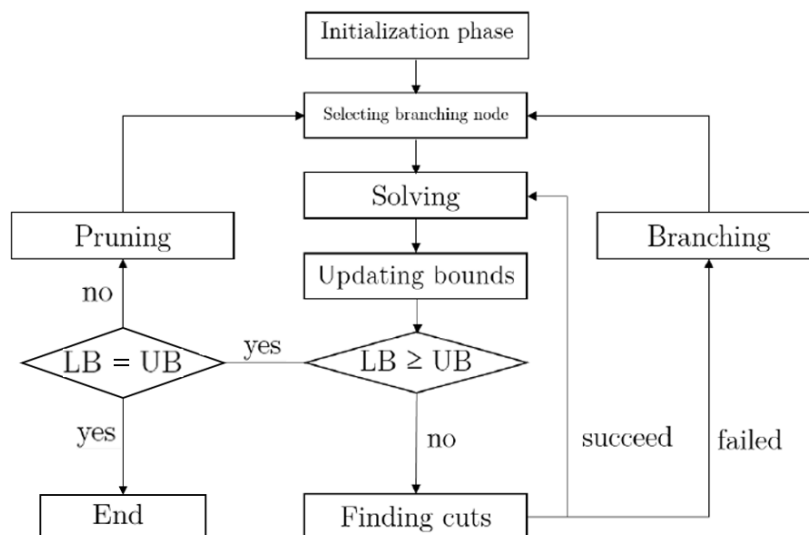 Initialization phase
Selecting branching node
Solving
Pruning
Branching
Updating bounds
no
LB = UB
yes
LB ≥ UB
yes
no
succeed
failed
End
Finding cuts